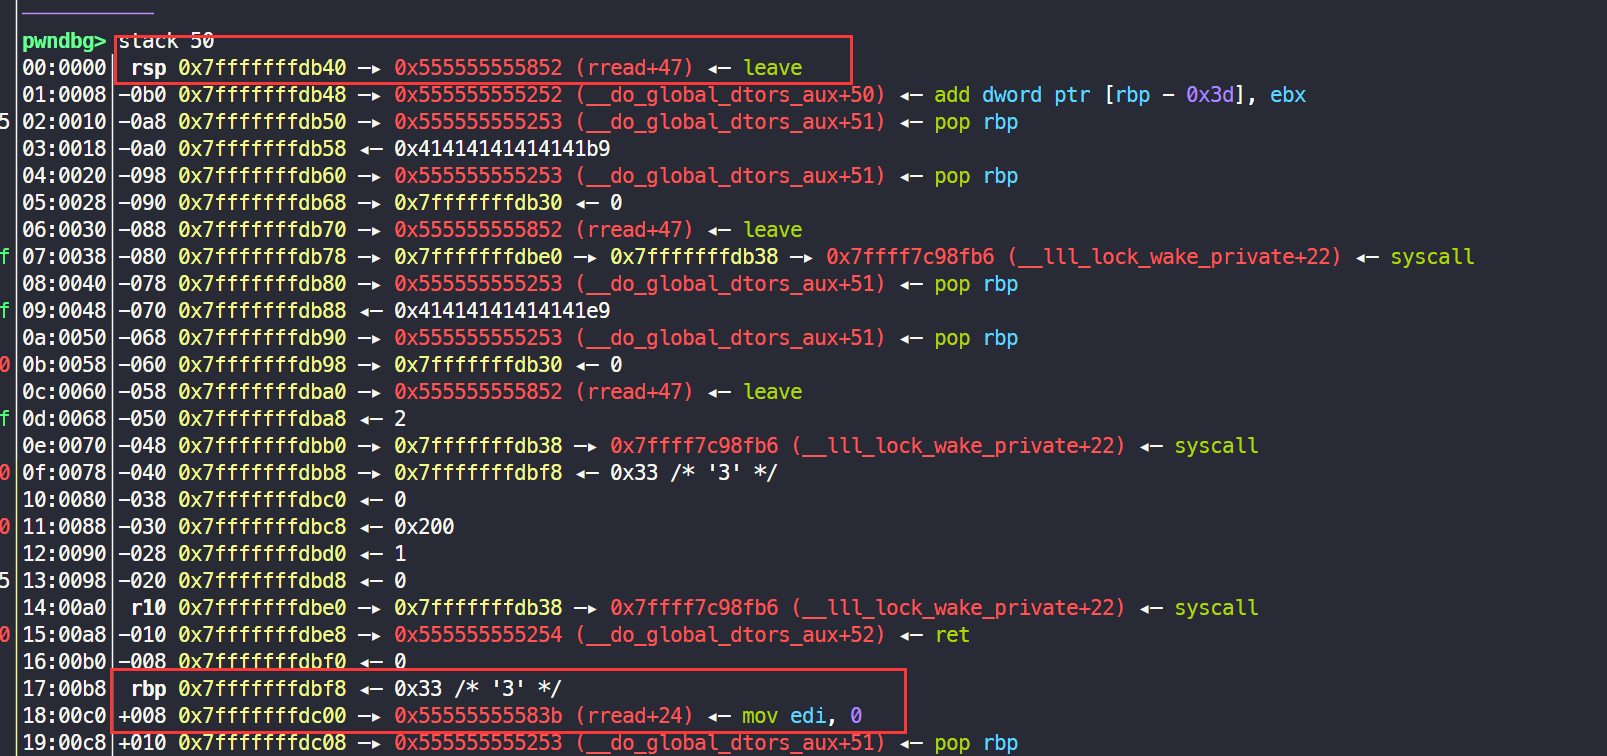 pwndbg> stack 50
00:0000│ rsp 0x7fffffffdb40 —▸ 0x555555555852 (rread+47) ◂— leave
01:0008│-0b0 0x7fffffffdb48 —▸ 0x555555555252 (__do_global_dtors_aux+50) ◂— add dword ptr [rbp - 0x3d], ebx
5 02:0010│-0a8 0x7fffffffdb50 —▸ 0x555555555253 (__do_global_dtors_aux+51) ◂— pop rbp
03:0018│-0a0 0x7fffffffdb58 ◂— 0x41414141414141b9
04:0020│-098 0x7fffffffdb60 —▸ 0x555555555253 (__do_global_dtors_aux+51) ◂— pop rbp
05:0028│-090 0x7fffffffdb68 —▸ 0x7fffffffdb30 ◂— 0
06:0030│-088 0x7fffffffdb70 —▸ 0x555555555852 (rread+47) ◂— leave
f 07:0038│-080 0x7fffffffdb78 —▸ 0x7fffffffdbe0 —▸ 0x7fffffffdb38 —▸ 0x7ffff7c98fb6 (__lll_lock_wake_private+22) ◂— syscall
08:0040│-078 0x7fffffffdb80 —▸ 0x555555555253 (__do_global_dtors_aux+51) ◂— pop rbp
f 09:0048│-070 0x7fffffffdb88 ◂— 0x41414141414141e9
0a:0050│-068 0x7fffffffdb90 —▸ 0x555555555253 (__do_global_dtors_aux+51) ◂— pop rbp
0 0b:0058│-060 0x7fffffffdb98 —▸ 0x7fffffffdb30 ◂— 0
0c:0060│-058 0x7fffffffdba0 —▸ 0x555555555852 (rread+47) ◂— leave
f 0d:0068│-050 0x7fffffffdba8 ◂— 2
0e:0070│-048 0x7fffffffdbb0 —▸ 0x7fffffffdb38 —▸ 0x7ffff7c98fb6 (__lll_lock_wake_private+22) ◂— syscall
0 0f:0078│-040 0x7fffffffdbb8 —▸ 0x7fffffffdbf8 ◂— 0x33 /* '3' */
10:0080│-038 0x7fffffffdbc0 ◂— 0
0 11:0088│-030 0x7fffffffdbc8 ◂— 0x200
12:0090│-028 0x7fffffffdbd0 ◂— 1
5 13:0098│-020 0x7fffffffdbd8 ◂— 0
14:00a0│ r10 0x7fffffffdbe0 —▸ 0x7fffffffdb38 —▸ 0x7ffff7c98fb6 (__lll_lock_wake_private+22) ◂— syscall
0 15:00a8│-010 0x7fffffffdbe8 —▸ 0x555555555254 (__do_global_dtors_aux+52) ◂— ret
16:00b0│-008 0x7fffffffdbf0 ◂— 0
17:00b8│ rbp 0x7fffffffdbf8 ◂— 0x33 /* '3' */
18:00c0│+008 0x7fffffffdc00 —▸ 0x55555555583b (rread+24) ◂— mov edi, 0
19:00c8│+010 0x7fffffffdc08 —▸ 0x555555555253 (__do_global_dtors_aux+51) ◂— pop rbp